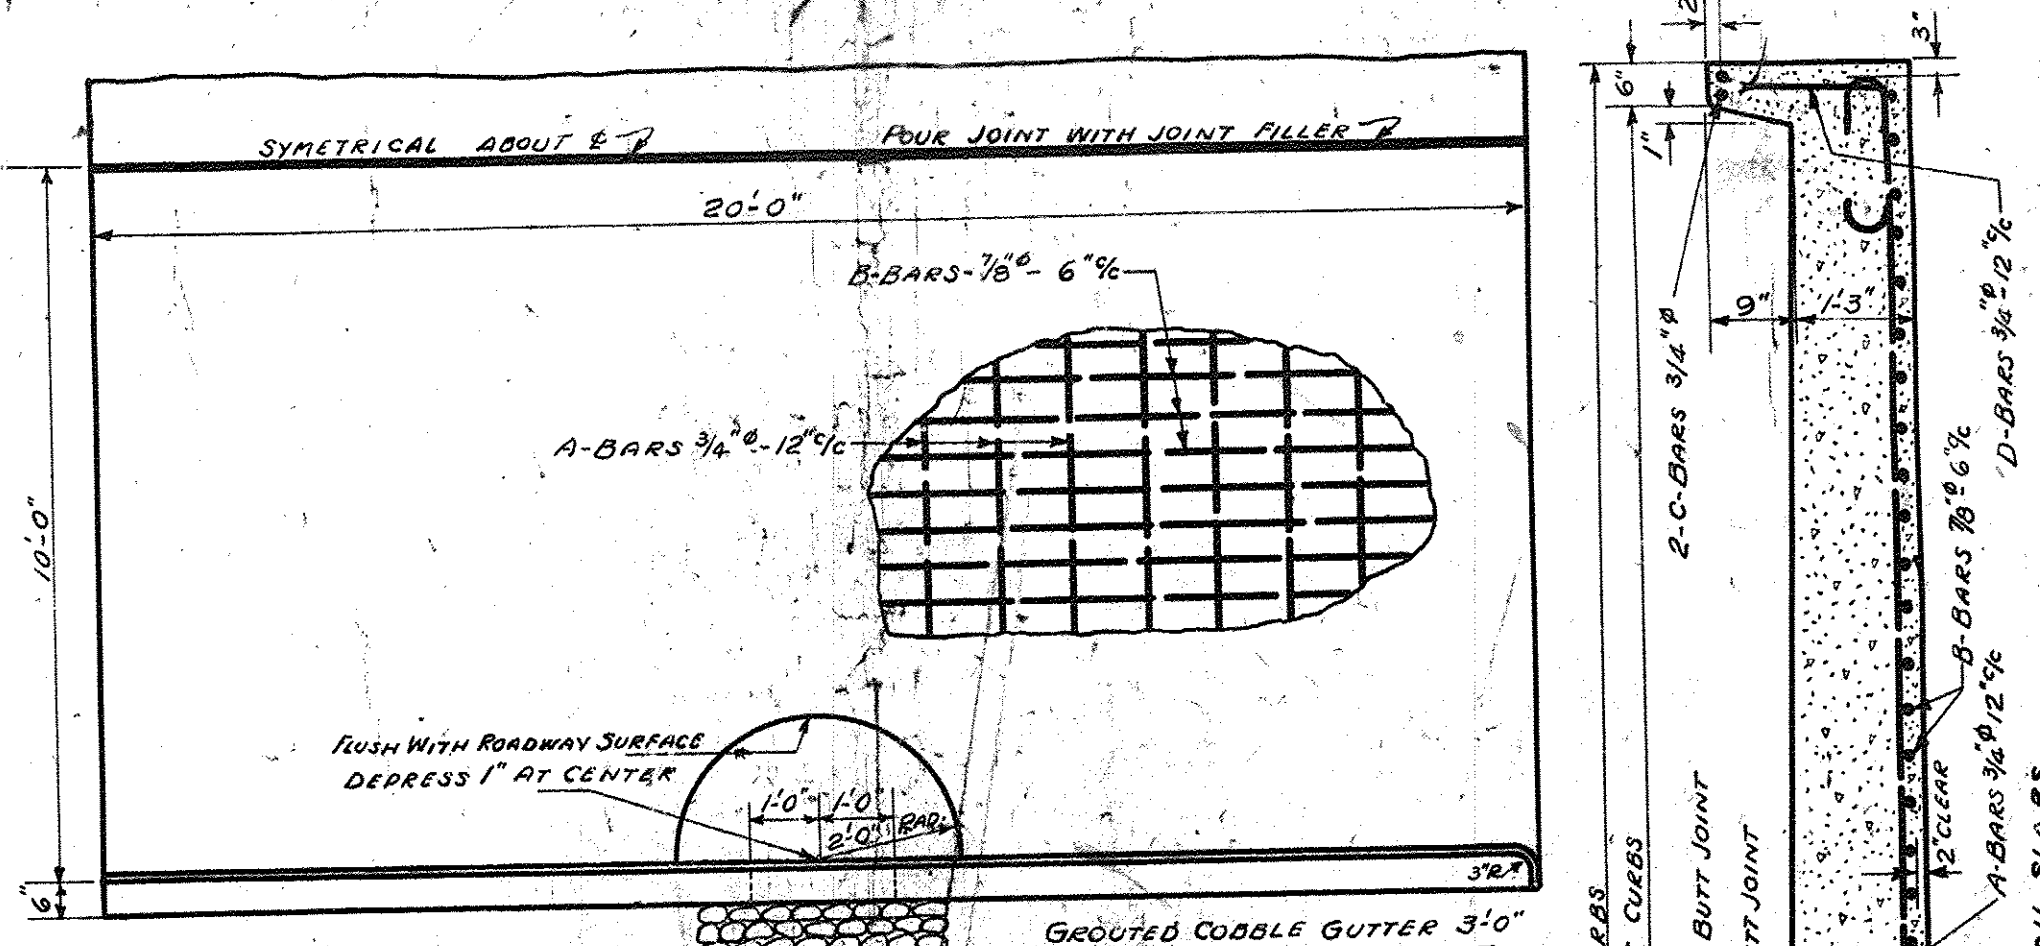 SYMETRICAL ABOUT ℄
POUR JOINT WITH JOINT FILLER
20'-0"
B-BARS-7/8"ø- 6" c/c
A-BARS 3/4"ø-12" c/c
10'-0"
FLUSH WITH ROADWAY SURFACE
DEPRESS 1" AT CENTER
1'-0"
1'-0"
2'-0" RAD.
3"R
6"
GROUTED COBBLE GUTTER 3'-0"
3"
6"
1"
9"
1'-3"
2-C-BARS 3/4"ø
D-BARS 3/4"ø-12" c/c
B-BARS 7/8"ø-6" c/c
A-BARS 3/4"ø12" c/c
2" CLEAR
CURBS
BUTT JOINT